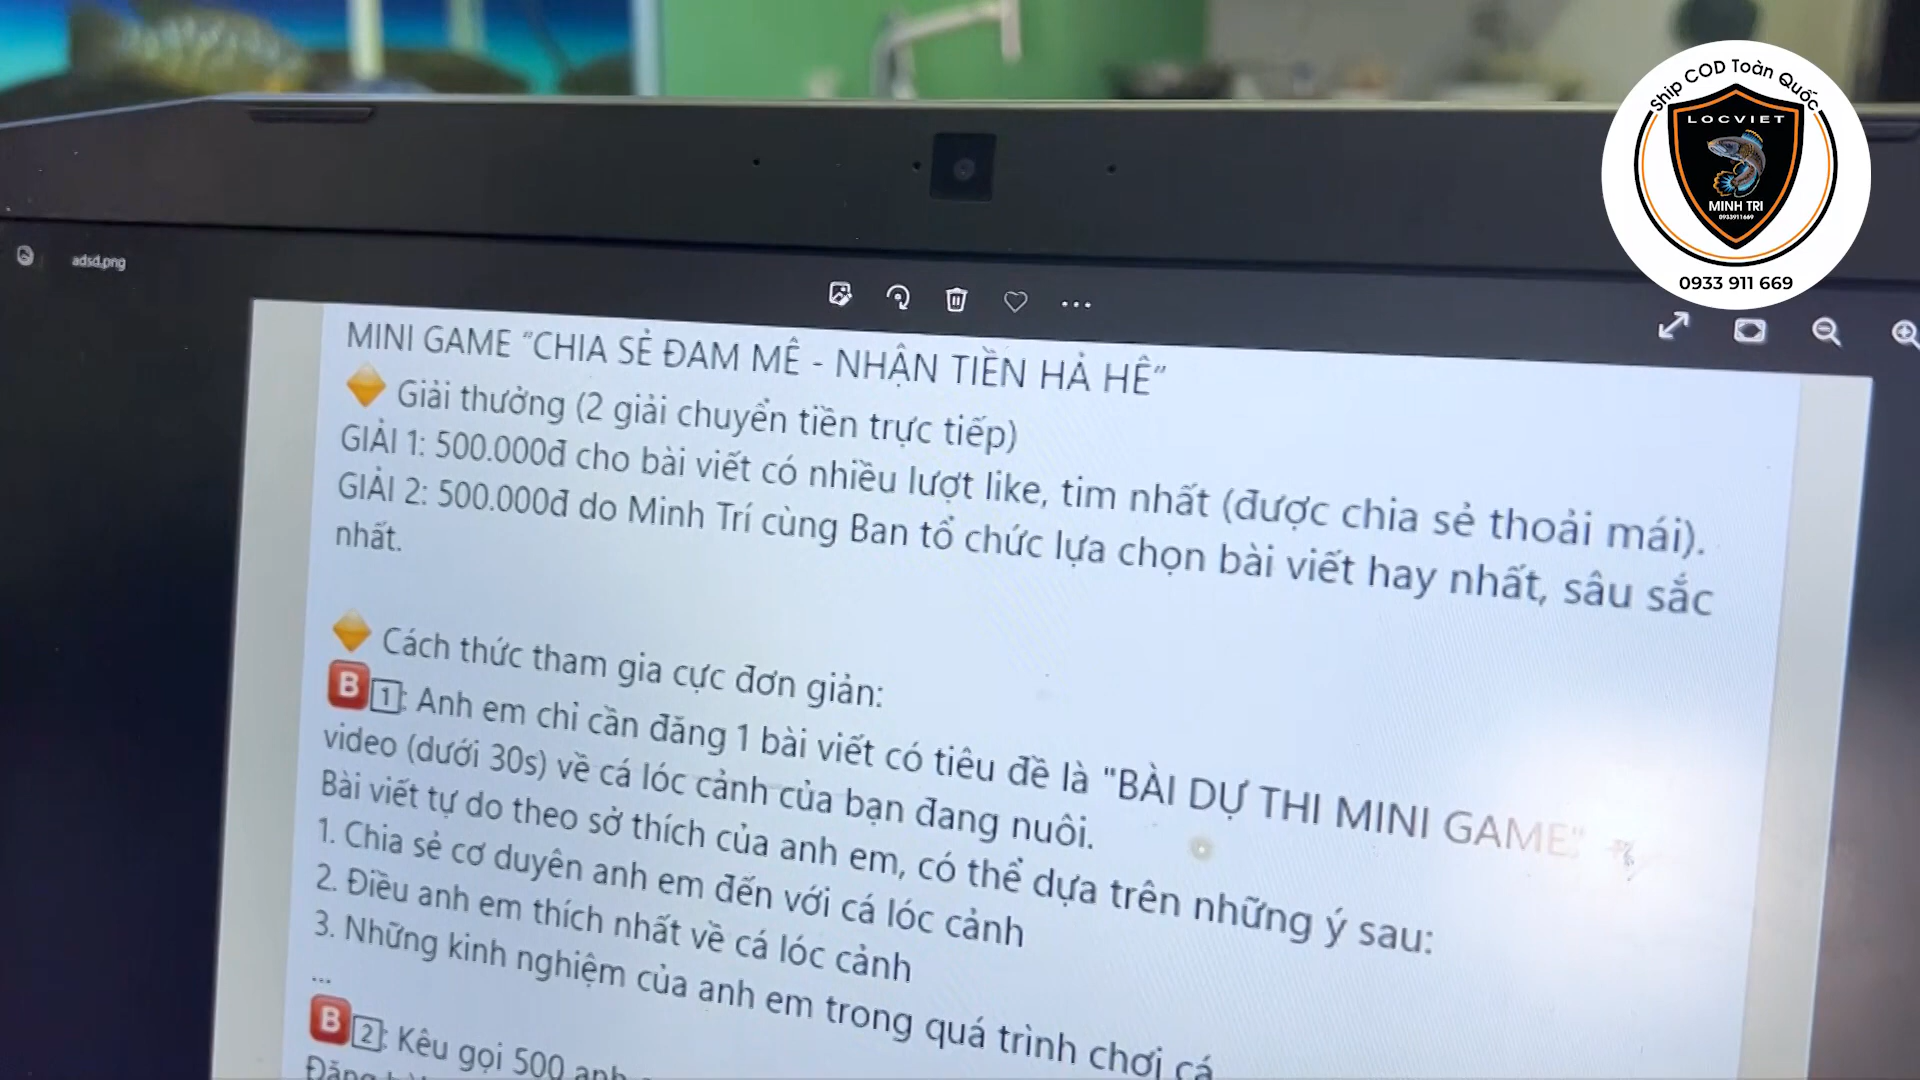 Ship COD Toàn Quốc
LOCVIET
MINH TRI
0933911669
0933 911 669
adsd.png
MINI GAME “CHIA SẺ ĐAM MÊ - NHẬN TIỀN HẢ HÊ”
Giải thưởng (2 giải chuyển tiền trực tiếp)
GIẢI 1: 500.000đ cho bài viết có nhiều lượt like, tim nhất (được chia sẻ thoải mái).
GIẢI 2: 500.000đ do Minh Trí cùng Ban tổ chức lựa chọn bài viết hay nhất, sâu sắc
nhất.
Cách thức tham gia cực đơn giản:
B 1: Anh em chỉ cần đăng 1 bài viết có tiêu đề là "BÀI DỰ THI MINI GAME"
video (dưới 30s) về cá lóc cảnh của bạn đang nuôi.
Bài viết tự do theo sở thích của anh em, có thể dựa trên những ý sau:
1. Chia sẻ cơ duyên anh em đến với cá lóc cảnh
2. Điều anh em thích nhất về cá lóc cảnh
3. Những kinh nghiệm của anh em trong quá trình chơi cá
...
B 2: Kêu gọi 500 anh
Đăng